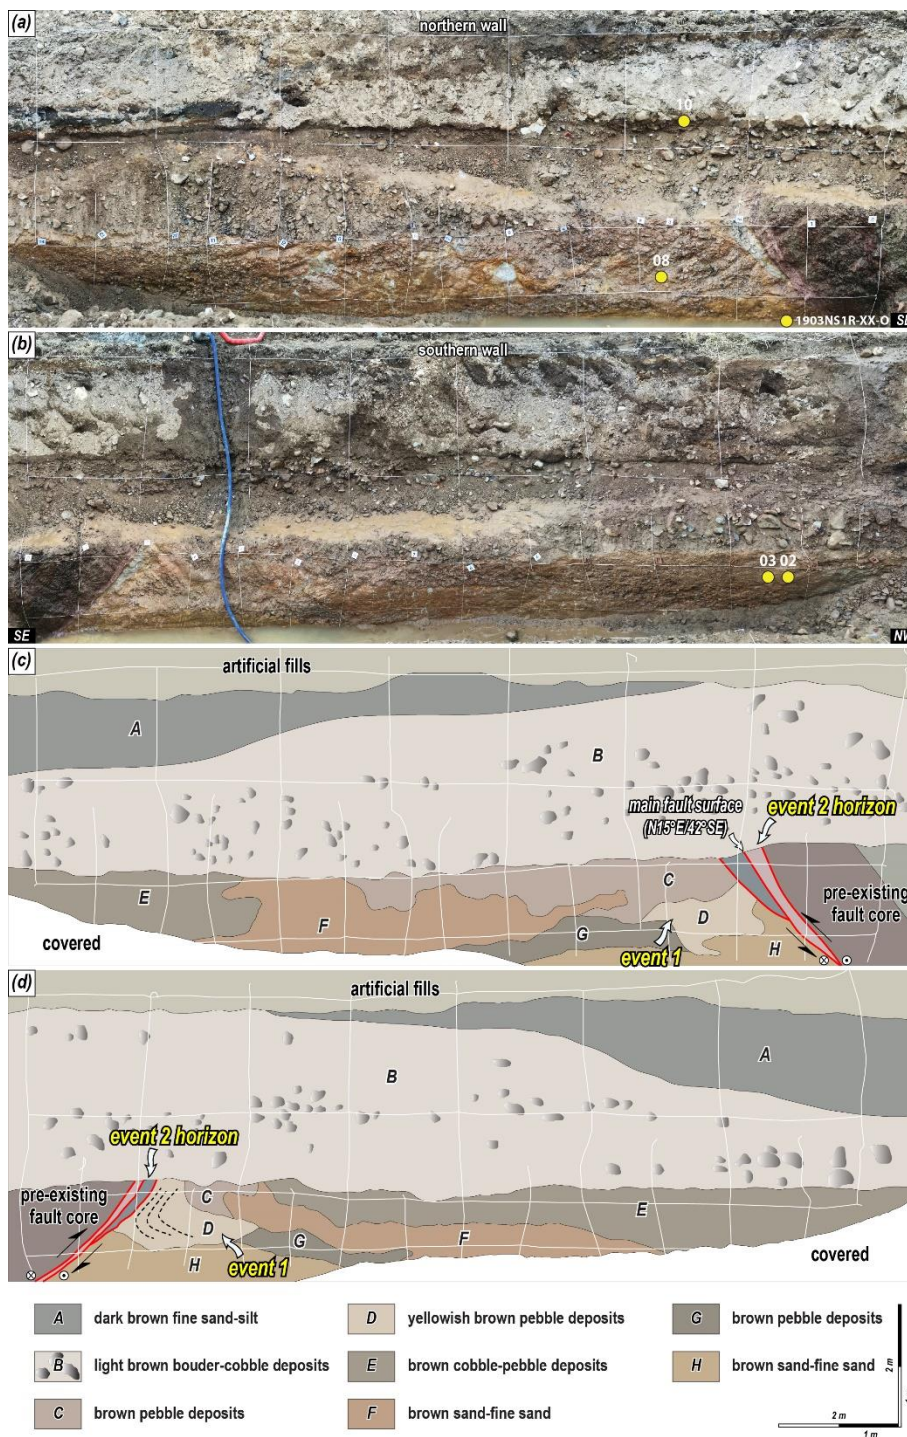 (a)
northern wall
10
08
1903NS1R-XX-O
SE
(b)
southern wall
03 02
SE
NW
(c)
artificial fills
A
B
main fault surface
(N15°E/42°SE)
event 2 horizon
C
E
pre-existing
fault core
D
F
G
covered
H
event 1
(d)
artificial fills
A
B
event 2 horizon
pre-existing
fault core
C
E
D
G
F
H
covered
event 1
A dark brown fine sand-silt
D yellowish brown pebble deposits
G brown pebble deposits
B light brown bouder-cobble deposits
E brown cobble-pebble deposits
H brown sand-fine sand
C brown pebble deposits
F brown sand-fine sand
2 m
2 m
1 m